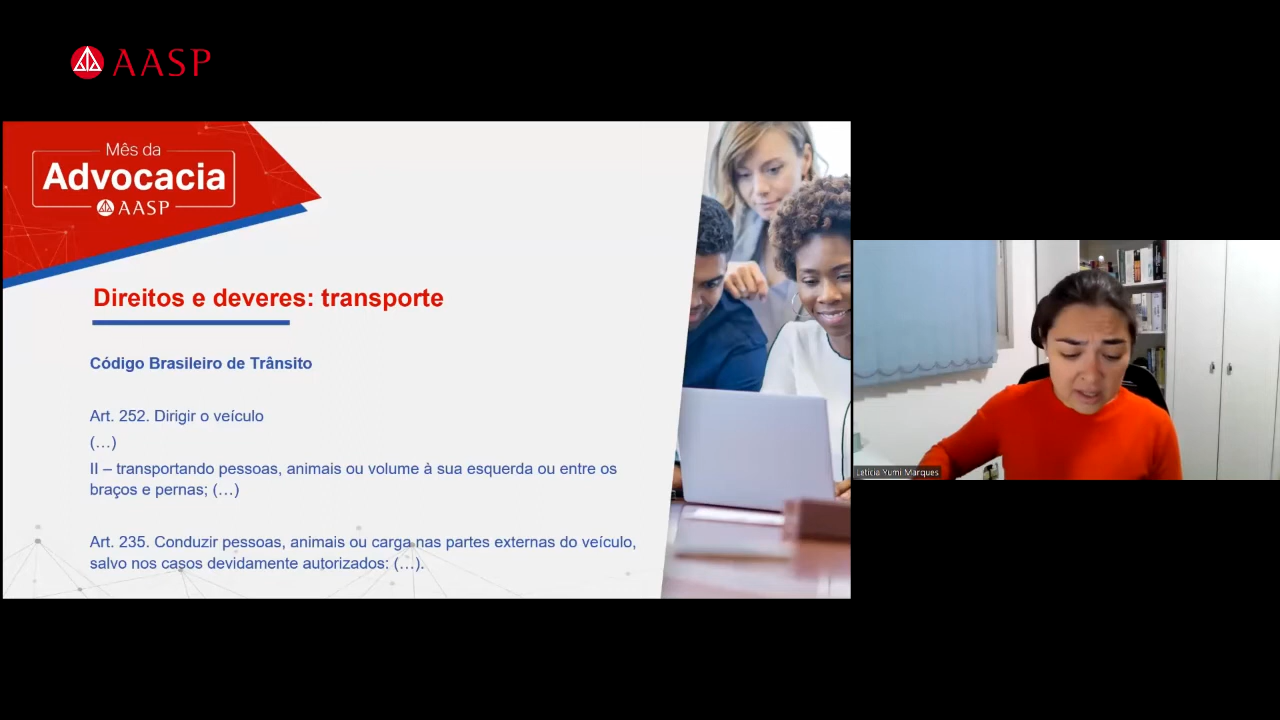 AASP
Mês da
Advocacia
AASP
Direitos e deveres: transporte
Código Brasileiro de Trânsito
Art. 252. Dirigir o veículo
(…)
II – transportando pessoas, animais ou volume à sua esquerda ou entre os
braços e pernas; (…)
Art. 235. Conduzir pessoas, animais ou carga nas partes externas do veículo,
salvo nos casos devidamente autorizados: (…).
Letícia Yumi Marques